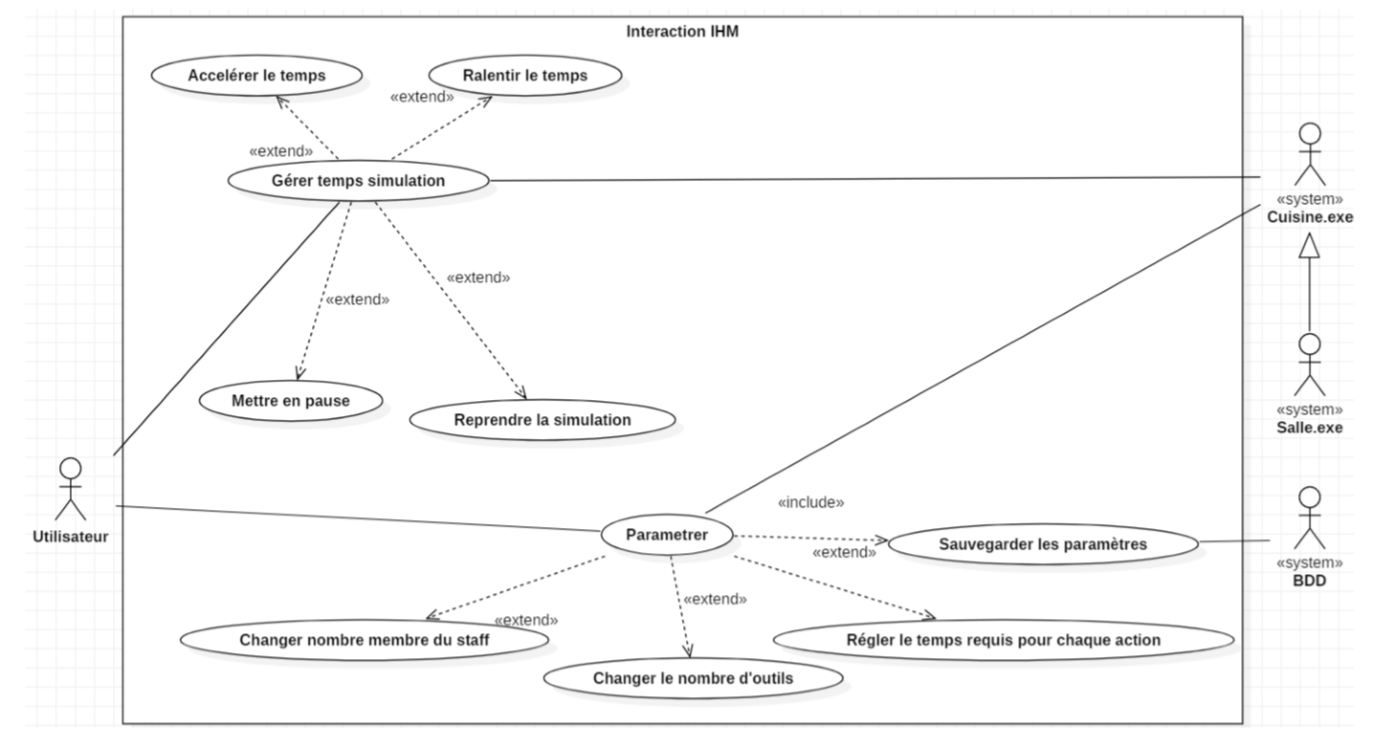 Interaction IHM
Accelérer le temps
Ralentir le temps
«extend»
«extend»
Gérer temps simulation
«system»
Cuisine.exe
«extend»
«extend»
Mettre en pause
Reprendre la simulation
«system»
Salle.exe
Utilisateur
«include»
Parametrer
Sauvegarder les paramètres
«extend»
«system»
BDD
«extend»
«extend»
Changer nombre membre du staff
Régler le temps requis pour chaque action
Changer le nombre d'outils